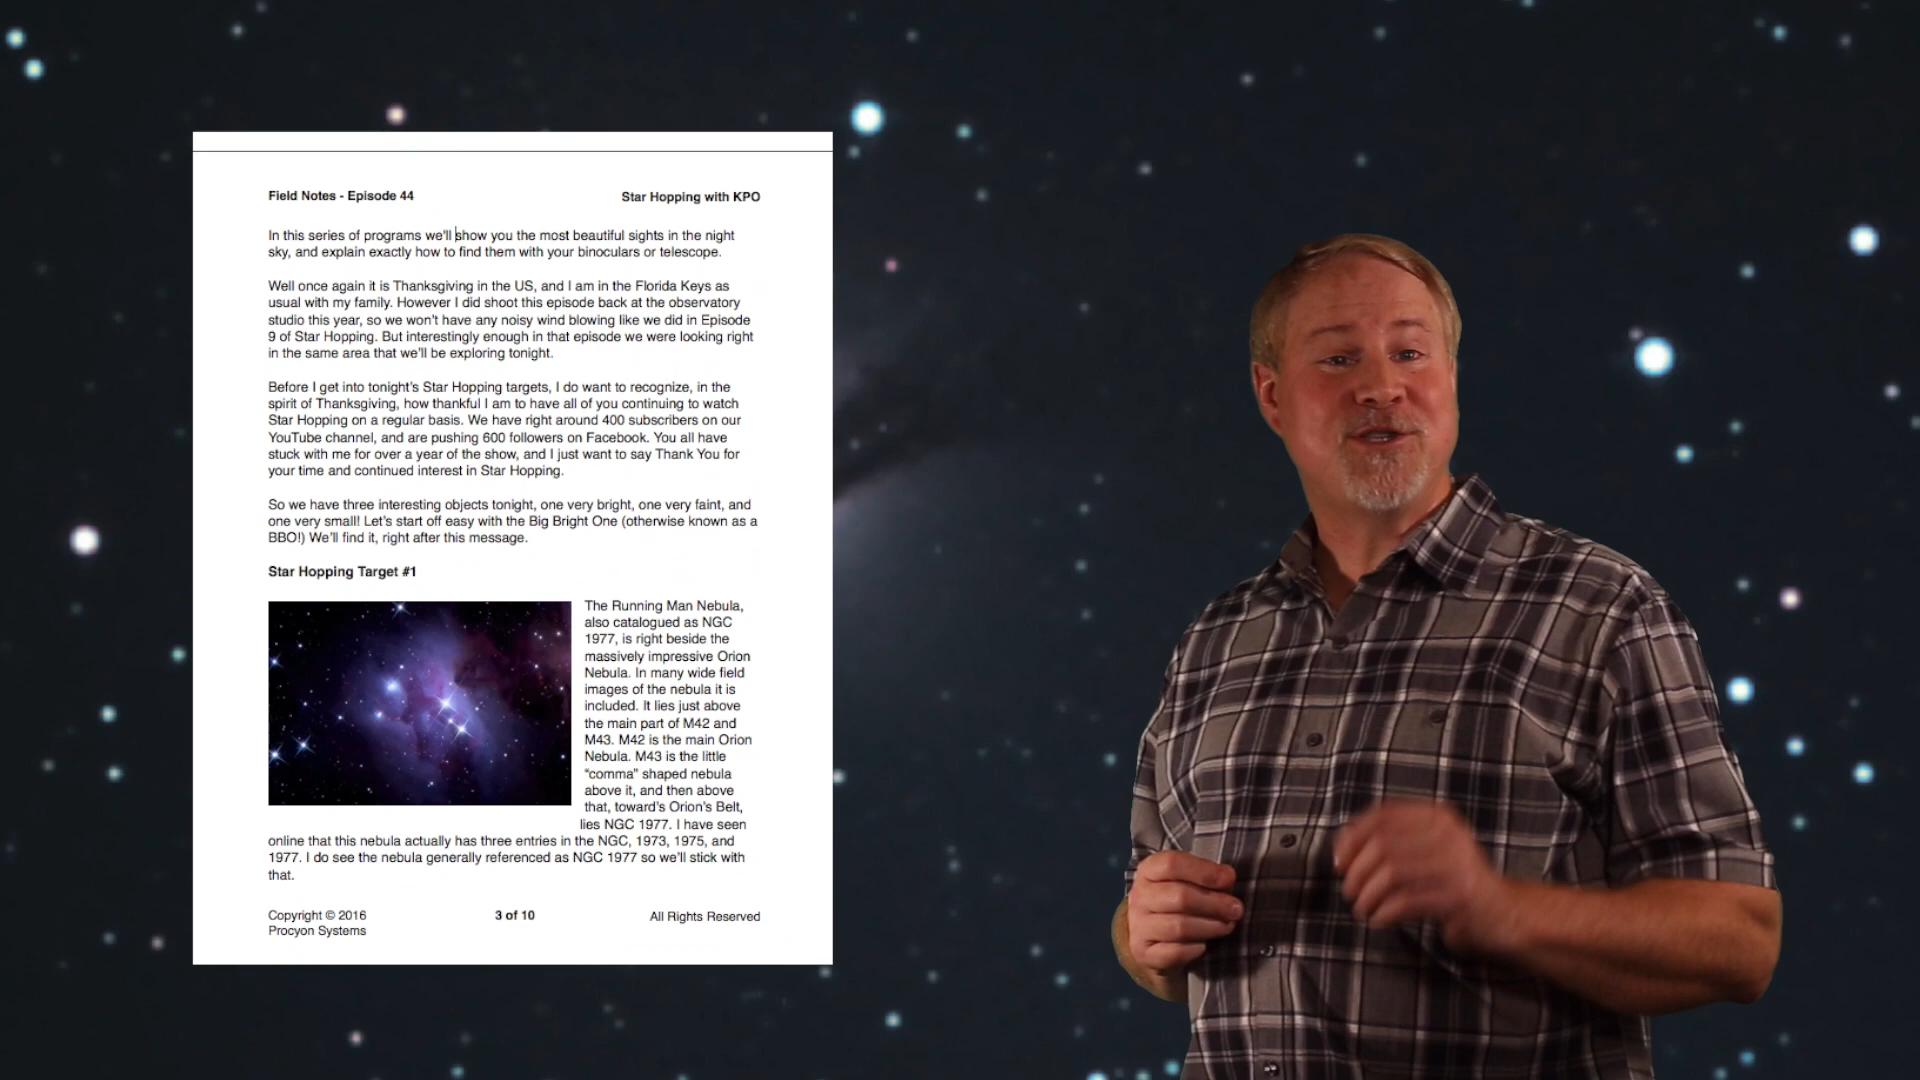 Field Notes - Episode 44
Star Hopping with KPO
In this series of programs we'll show you the most beautiful sights in the night
sky, and explain exactly how to find them with your binoculars or telescope.
Well once again it is Thanksgiving in the US, and I am in the Florida Keys as
usual with my family. However I did shoot this episode back at the observatory
studio this year, so we won't have any noisy wind blowing like we did in Episode
9 of Star Hopping. But interestingly enough in that episode we were looking right
in the same area that we'll be exploring tonight.
Before I get into tonight's Star Hopping targets, I do want to recognize, in the
spirit of Thanksgiving, how thankful I am to have all of you continuing to watch
Star Hopping on a regular basis. We have right around 400 subscribers on our
YouTube channel, and are pushing 600 followers on Facebook. You all have
stuck with me for over a year of the show, and I just want to say Thank You for
your time and continued interest in Star Hopping.
So we have three interesting objects tonight, one very bright, one very faint, and
one very small! Let's start off easy with the Big Bright One (otherwise known as a
BBO!) We'll find it, right after this message.
Star Hopping Target #1
The Running Man Nebula,
also catalogued as NGC
1977, is right beside the
massively impressive Orion
Nebula. In many wide field
images of the nebula it is
included. It lies just above
the main part of M42 and
M43. M42 is the main Orion
Nebula. M43 is the little
“comma” shaped nebula
above it, and then above
that, toward's Orion's Belt,
lies NGC 1977. I have seen
online that this nebula actually has three entries in the NGC, 1973, 1975, and
1977. I do see the nebula generally referenced as NGC 1977 so we'll stick with
that.
Copyright © 2016
Procyon Systems
3 of 10
All Rights Reserved